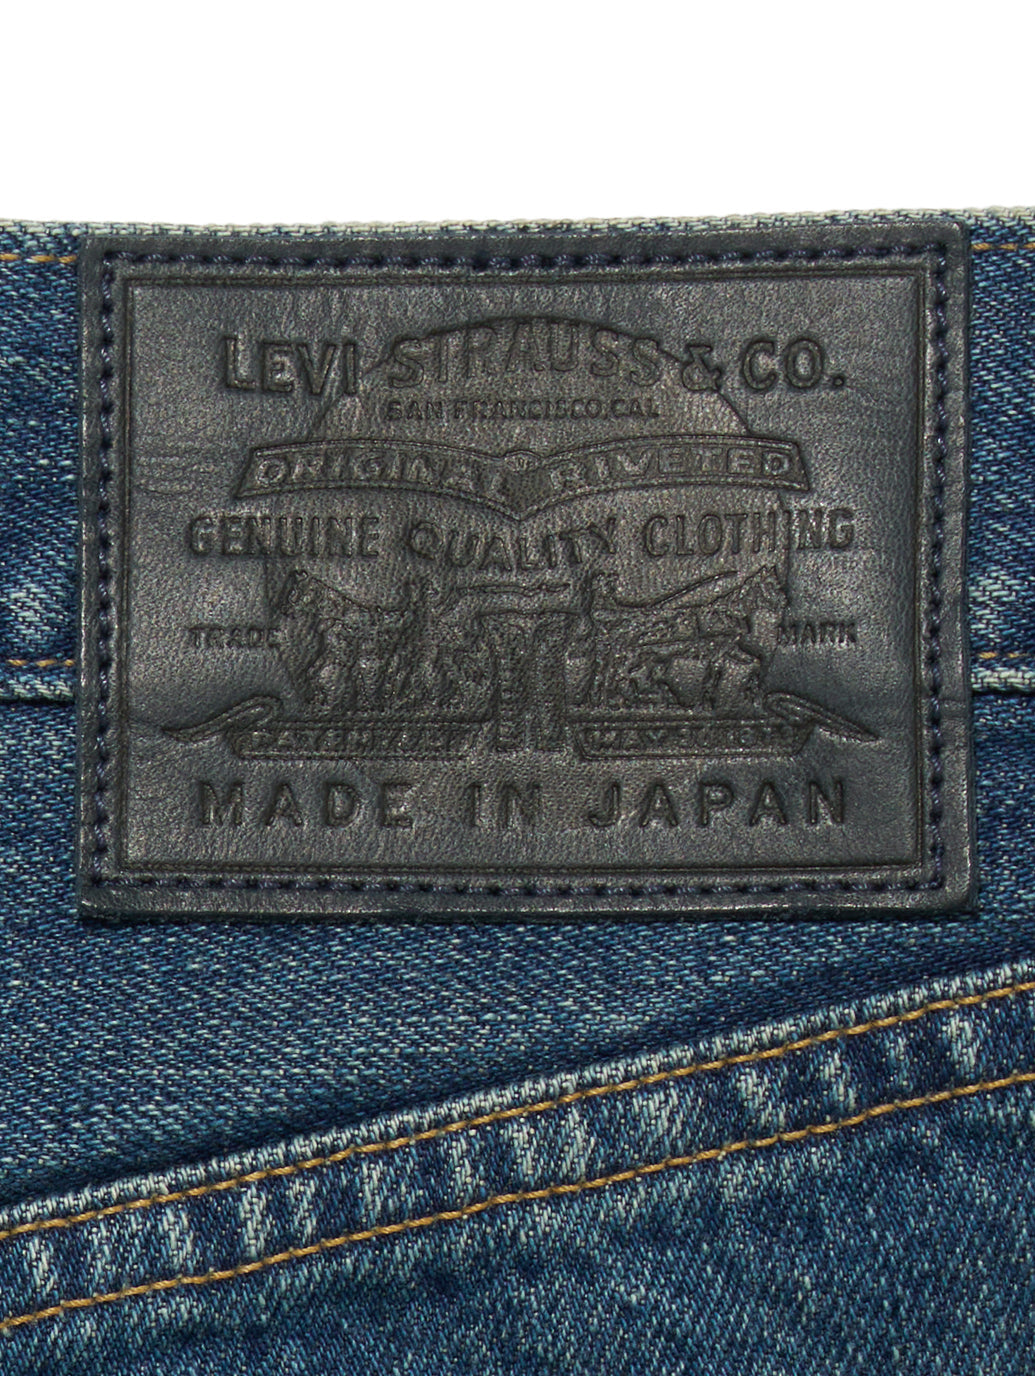 LEVI STRAUSS & CO.
SAN FRANCISCO, CAL
ORIGINAL RIVETED
GENUINE QUALITY CLOTHING
TRADE MARK
MADE IN JAPAN